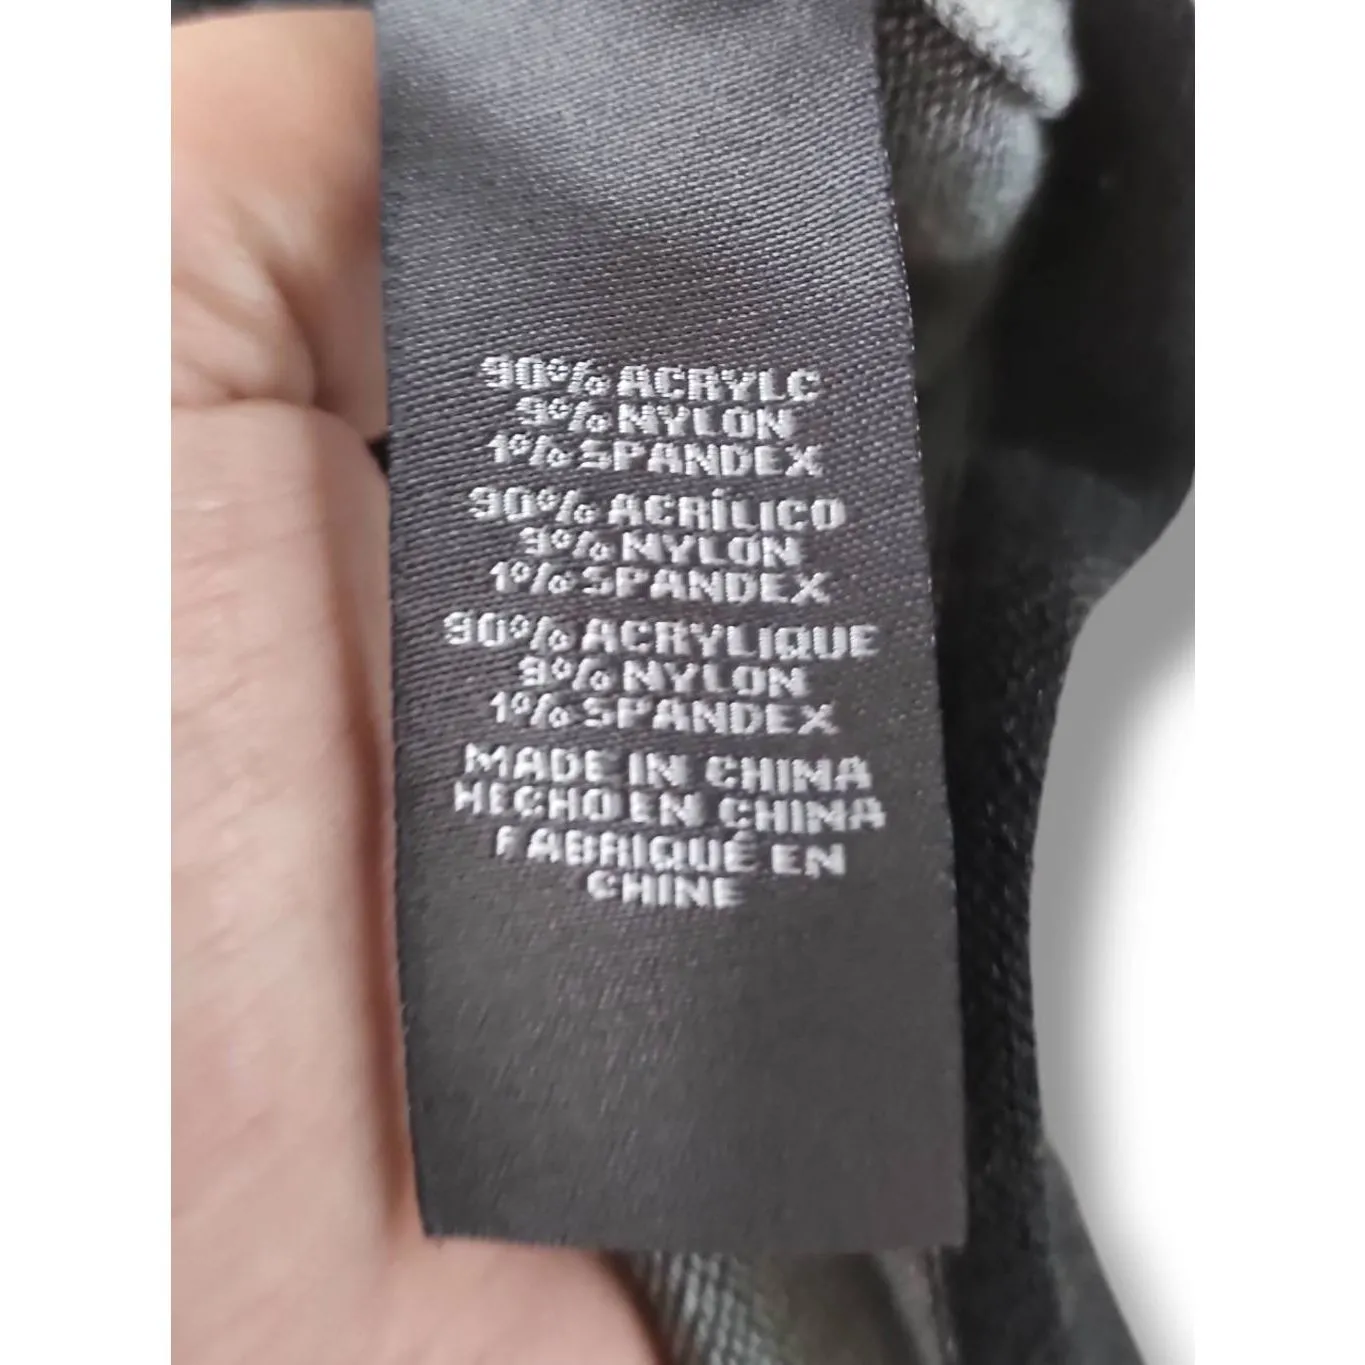 90% ACRYLC
9% NYLON
1% SPANDEX
90% ACRÍLICO
9% NYLON
1% SPANDEX
90% ACRYLIQUE
9% NYLON
1% SPANDEX
MADE IN CHINA
HECHO EN CHINA
FABRIQUÉ EN
CHINE